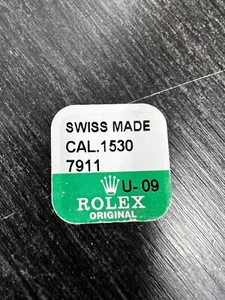 SWISS MADE
CAL.1530
7911
U- 09
ROLEX
ORIGINAL